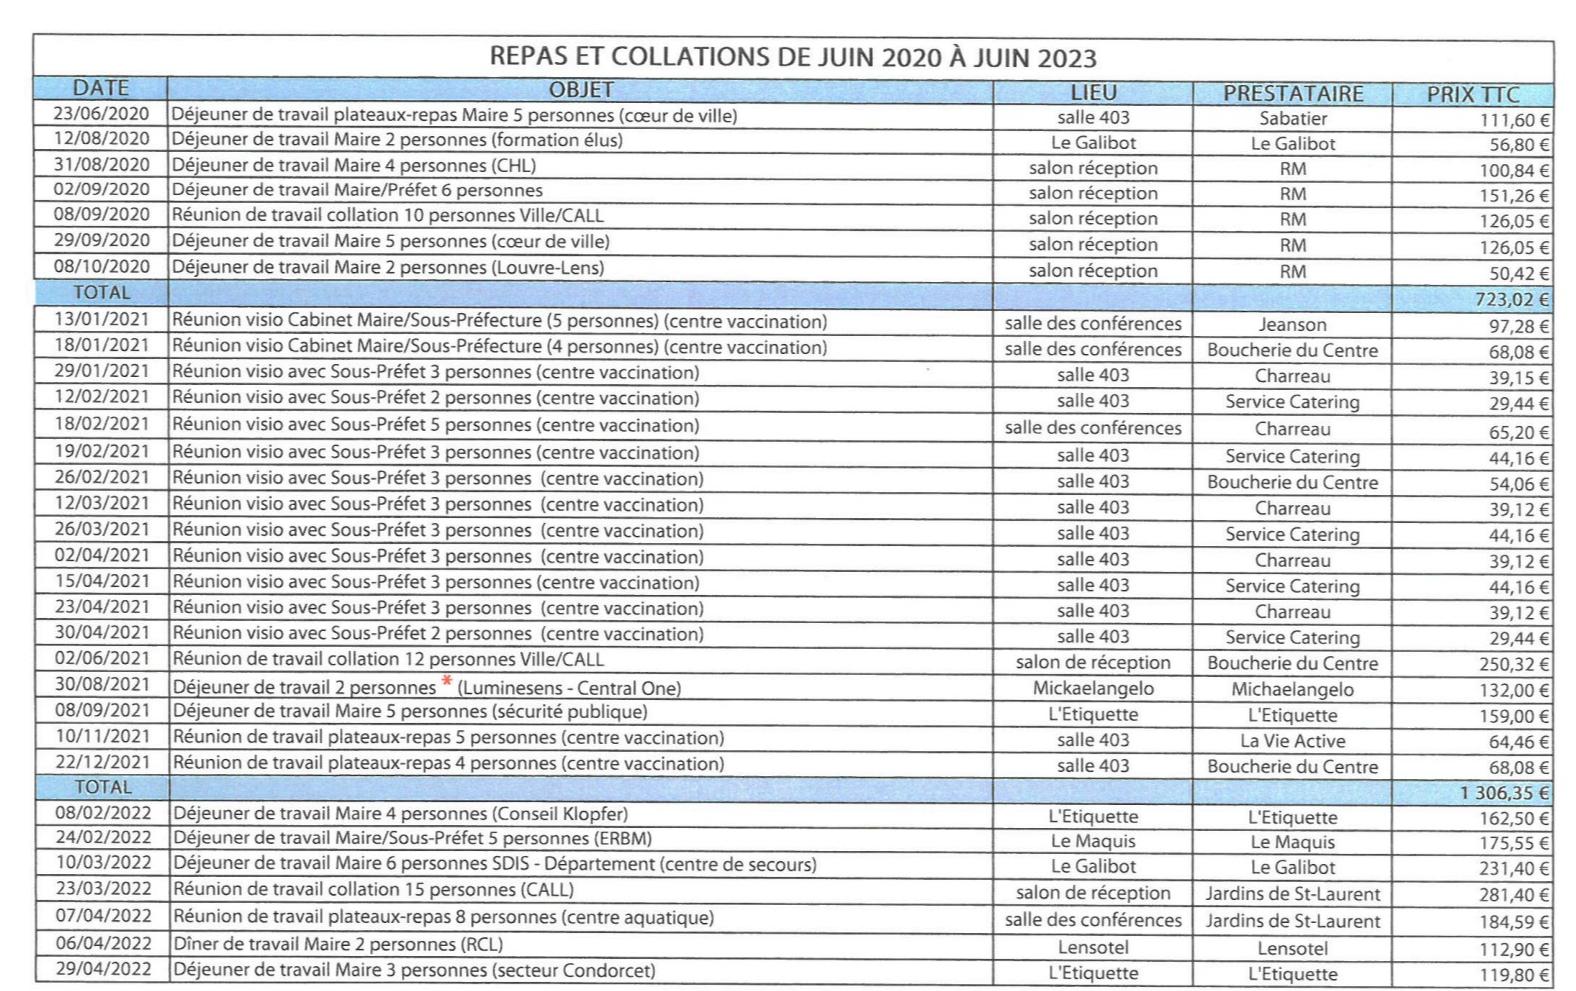 REPAS ET COLLATIONS DE JUIN 2020 À JUIN 2023
DATE OBJET LIEU PRESTATAIRE PRIX TTC
23/06/2020 Déjeuner de travail plateaux-repas Maire 5 personnes (cœur de ville) salle 403 Sabatier 111,60 €
12/08/2020 Déjeuner de travail Maire 2 personnes (formation élus) Le Galibot Le Galibot 56,80 €
31/08/2020 Déjeuner de travail Maire 4 personnes (CHL) salon réception RM 100,84 €
02/09/2020 Déjeuner de travail Maire/Préfet 6 personnes salon réception RM 151,26 €
08/09/2020 Réunion de travail collation 10 personnes Ville/CALL salon réception RM 126,05 €
29/09/2020 Déjeuner de travail Maire 5 personnes (cœur de ville) salon réception RM 126,05 €
08/10/2020 Déjeuner de travail Maire 2 personnes (Louvre-Lens) salon réception RM 50,42 €
TOTAL 723,02 €
13/01/2021 Réunion visio Cabinet Maire/Sous-Préfecture (5 personnes) (centre vaccination) salle des conférences Jeanson 97,28 €
18/01/2021 Réunion visio Cabinet Maire/Sous-Préfecture (4 personnes) (centre vaccination) salle des conférences Boucherie du Centre 68,08 €
29/01/2021 Réunion visio avec Sous-Préfet 3 personnes (centre vaccination) salle 403 Charreau 39,15 €
12/02/2021 Réunion visio avec Sous-Préfet 2 personnes (centre vaccination) salle 403 Service Catering 29,44 €
18/02/2021 Réunion visio avec Sous-Préfet 5 personnes (centre vaccination) salle des conférences Charreau 65,20 €
19/02/2021 Réunion visio avec Sous-Préfet 3 personnes (centre vaccination) salle 403 Service Catering 44,16 €
26/02/2021 Réunion visio avec Sous-Préfet 3 personnes (centre vaccination) salle 403 Boucherie du Centre 54,06 €
12/03/2021 Réunion visio avec Sous-Préfet 3 personnes (centre vaccination) salle 403 Charreau 39,12 €
26/03/2021 Réunion visio avec Sous-Préfet 3 personnes (centre vaccination) salle 403 Service Catering 44,16 €
02/04/2021 Réunion visio avec Sous-Préfet 3 personnes (centre vaccination) salle 403 Charreau 39,12 €
15/04/2021 Réunion visio avec Sous-Préfet 3 personnes (centre vaccination) salle 403 Service Catering 44,16 €
23/04/2021 Réunion visio avec Sous-Préfet 3 personnes (centre vaccination) salle 403 Charreau 39,12 €
30/04/2021 Réunion visio avec Sous-Préfet 2 personnes (centre vaccination) salle 403 Service Catering 29,44 €
02/06/2021 Réunion de travail collation 12 personnes Ville/CALL salon de réception Boucherie du Centre 250,32 €
30/08/2021 Déjeuner de travail 2 personnes * (Luminesens - Central One) Mickaelangelo Michaelangelo 132,00 €
08/09/2021 Déjeuner de travail Maire 5 personnes (sécurité publique) L'Etiquette L'Etiquette 159,00 €
10/11/2021 Réunion de travail plateaux-repas 5 personnes (centre vaccination) salle 403 La Vie Active 64,46 €
22/12/2021 Réunion de travail plateaux-repas 4 personnes (centre vaccination) salle 403 Boucherie du Centre 68,08 €
TOTAL 1 306,35 €
08/02/2022 Déjeuner de travail Maire 4 personnes (Conseil Klopfer) L'Etiquette L'Etiquette 162,50 €
24/02/2022 Déjeuner de travail Maire/Sous-Préfet 5 personnes (ERBM) Le Maquis Le Maquis 175,55 €
10/03/2022 Déjeuner de travail Maire 6 personnes SDIS - Département (centre de secours) Le Galibot Le Galibot 231,40 €
23/03/2022 Réunion de travail collation 15 personnes (CALL) salon de réception Jardins de St-Laurent 281,40 €
07/04/2022 Réunion de travail plateaux-repas 8 personnes (centre aquatique) salle des conférences Jardins de St-Laurent 184,59 €
06/04/2022 Dîner de travail Maire 2 personnes (RCL) Lensotel Lensotel 112,90 €
29/04/2022 Déjeuner de travail Maire 3 personnes (secteur Condorcet) L'Etiquette L'Etiquette 119,80 €